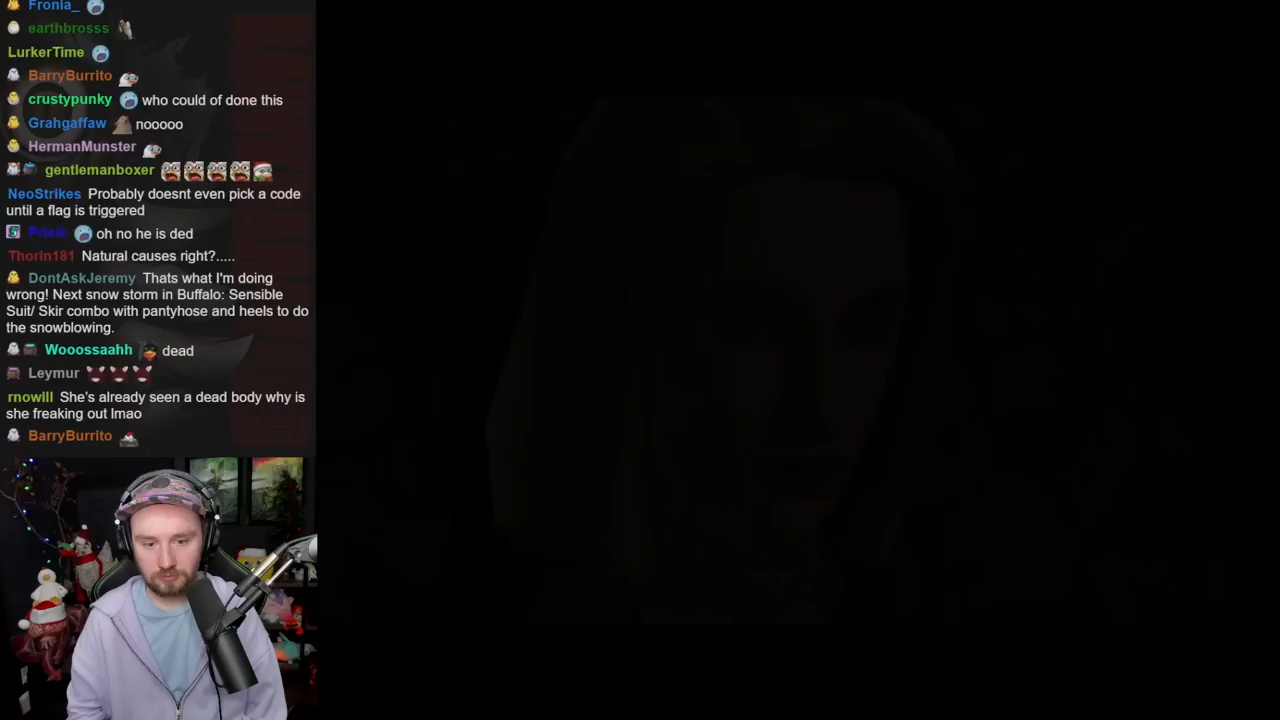 Fronia_
earthbrosss
LurkerTime
BarryBurrito
crustypunky who could of done this
Grahgaffaw nooooo
HermanMunster
gentlemanboxer
NeoStrikes Probably doesnt even pick a code
until a flag is triggered
oh no he is ded
Thorin181 Natural causes right?.....
DontAskJeremy Thats what I'm doing
wrong! Next snow storm in Buffalo: Sensible
Suit/ Skir combo with pantyhose and heels to do
the snowblowing.
Wooossaahh dead
Leymur
rnowill She's already seen a dead body why is
she freaking out lmao
BarryBurrito